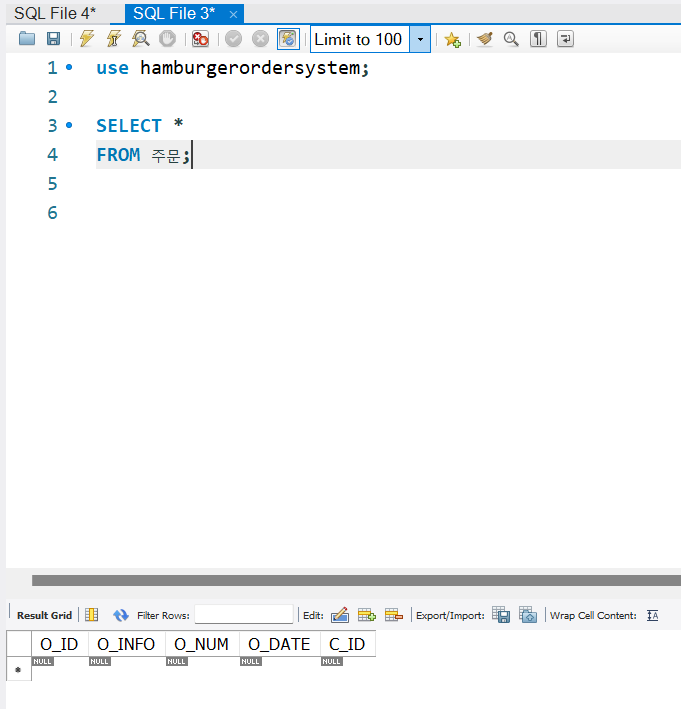 SQL File 4* SQL File 3* ×
Limit to 100
1 use hamburgerordersystem;
2
3 SELECT *
4 FROM 주문;
5
6
Result Grid Filter Rows: Edit: Export/Import: Wrap Cell Content: IA
O_ID O_INFO O_NUM O_DATE C_ID
* NULL NULL NULL NULL NULL